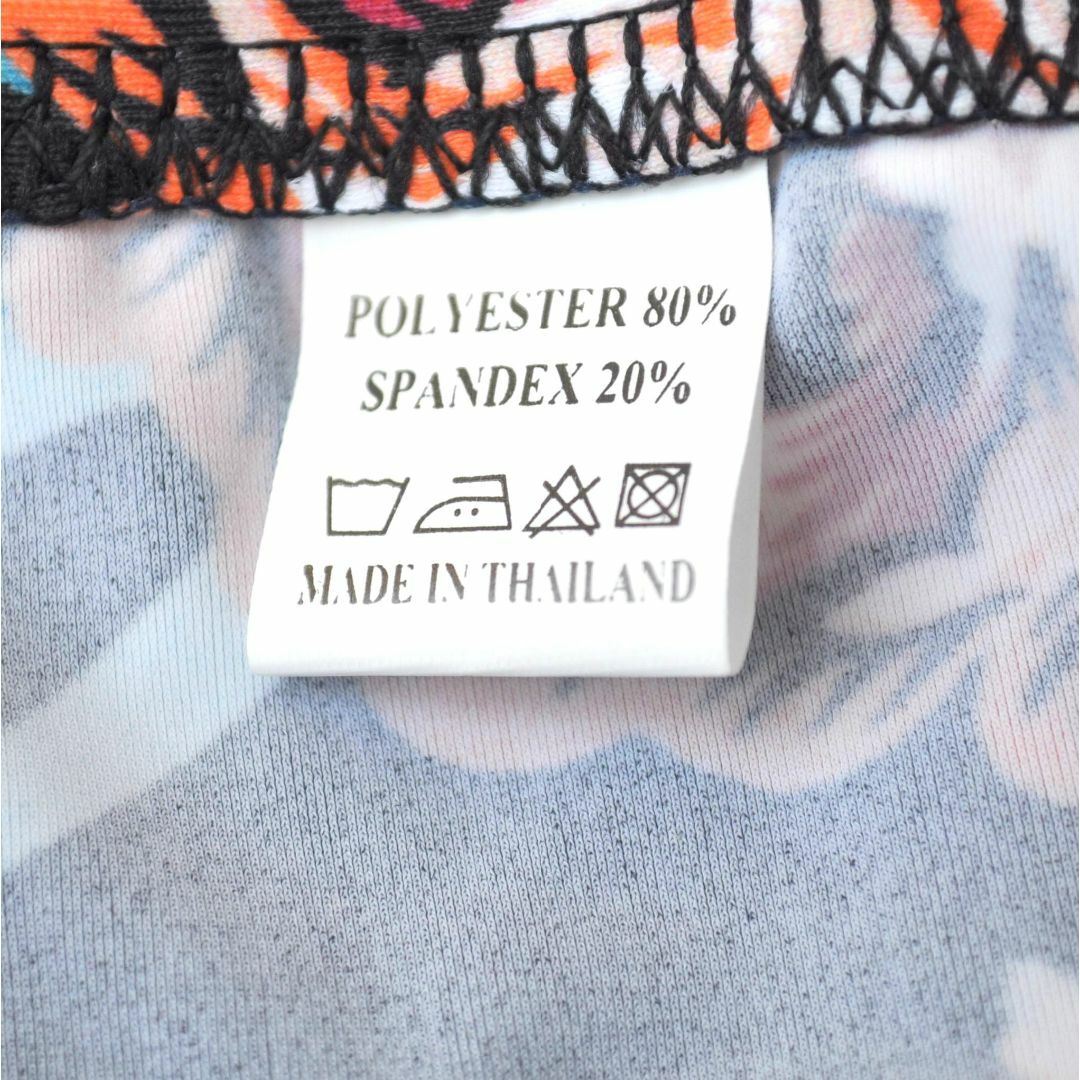 POLYESTER 80%
SPANDEX 20%
MADE IN THAILAND